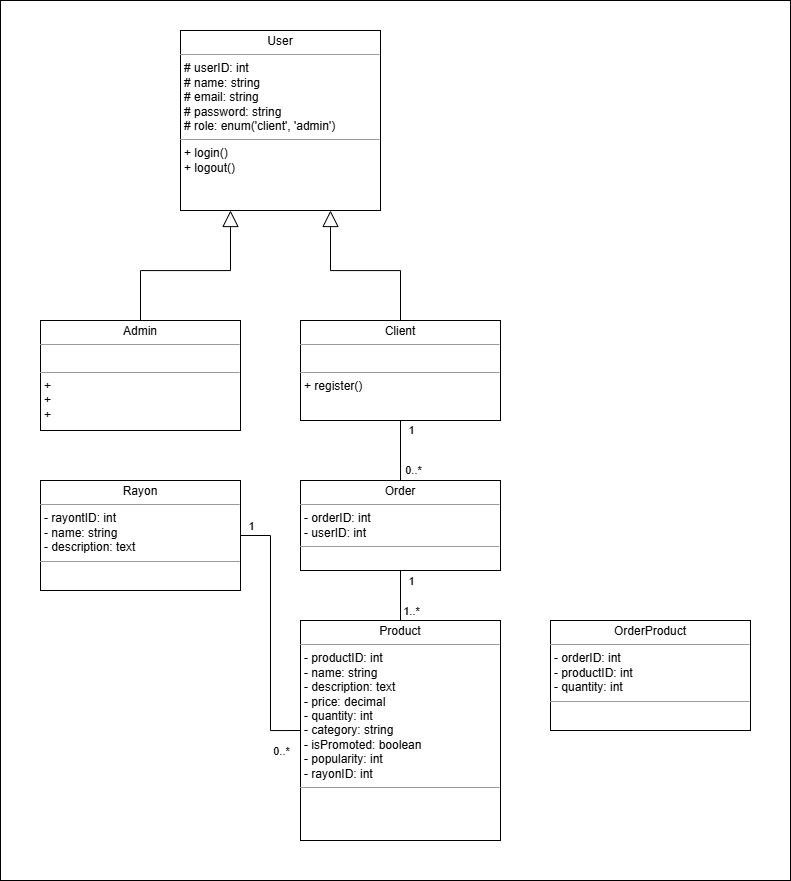 User
# userID: int
# name: string
# email: string
# password: string
# role: enum('client', 'admin')
+ login()
+ logout()
Admin
+
+
+
Client
+ register()
1
0..*
Rayon
- rayontID: int
- name: string
- description: text
1
Order
- orderID: int
- userID: int
1
1..*
Product
- productID: int
- name: string
- description: text
- price: decimal
- quantity: int
- category: string
- isPromoted: boolean
- popularity: int
- rayonID: int
0..*
OrderProduct
- orderID: int
- productID: int
- quantity: int